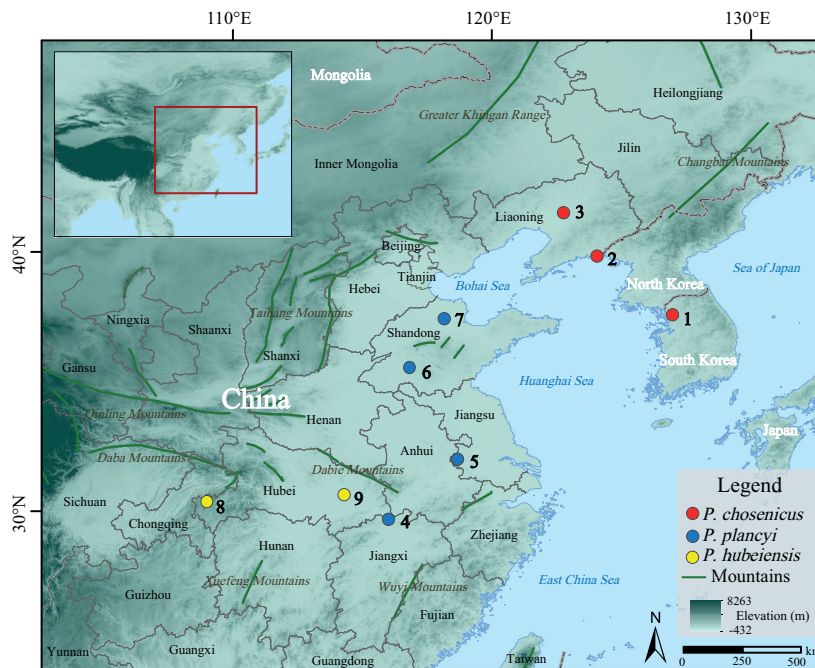 110°E
120°E
130°E
Mongolia
Heilongjiang
Greater Khingan Range
Jilin
Inner Mongolia
Changbai Mountains
Liaoning
3
40°N
Beijing
2
Tianjin
Sea of Japan
Hebei
Bohai Sea
North Korea
Ningxia
Taihang Mountains
7
1
Shaanxi
Shandong
Shanxi
Gansu
6
South Korea
Huanghai Sea
China
Qinling Mountains
Henan
Jiangsu
Japan
Anhui
Daba Mountains
5
Dabie Mountains
Hubei
Sichuan
8
9
30°N
Chongqing
4
Zhejiang
Hunan
Jiangxi
Xuefeng Mountains
Wuyi Mountains
East China Sea
Guizhou
Fujian
Yunnan
Guangxi
Guangdong
Taiwan
N
Legend
P. chosenicus
P. plancyi
P. hubeiensis
Mountains
8263
Elevation (m)
-432
0 250 500 km